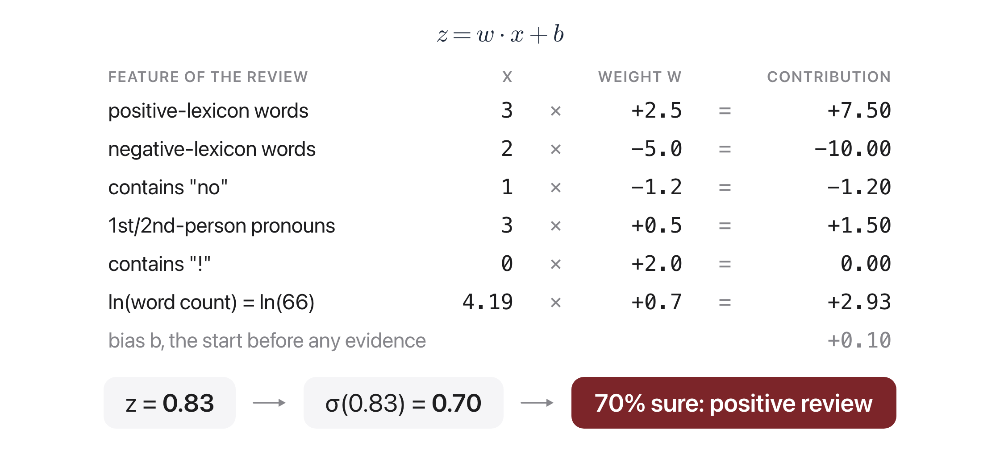 z = w · x + b
FEATURE OF THE REVIEW X WEIGHT W CONTRIBUTION
positive-lexicon words 3 × +2.5 = +7.50
negative-lexicon words 2 × −5.0 = −10.00
contains "no" 1 × −1.2 = −1.20
1st/2nd-person pronouns 3 × +0.5 = +1.50
contains "!" 0 × +2.0 = 0.00
ln(word count) = ln(66) 4.19 × +0.7 = +2.93
bias b, the start before any evidence +0.10
z = 0.83 → σ(0.83) = 0.70 → 70% sure: positive review